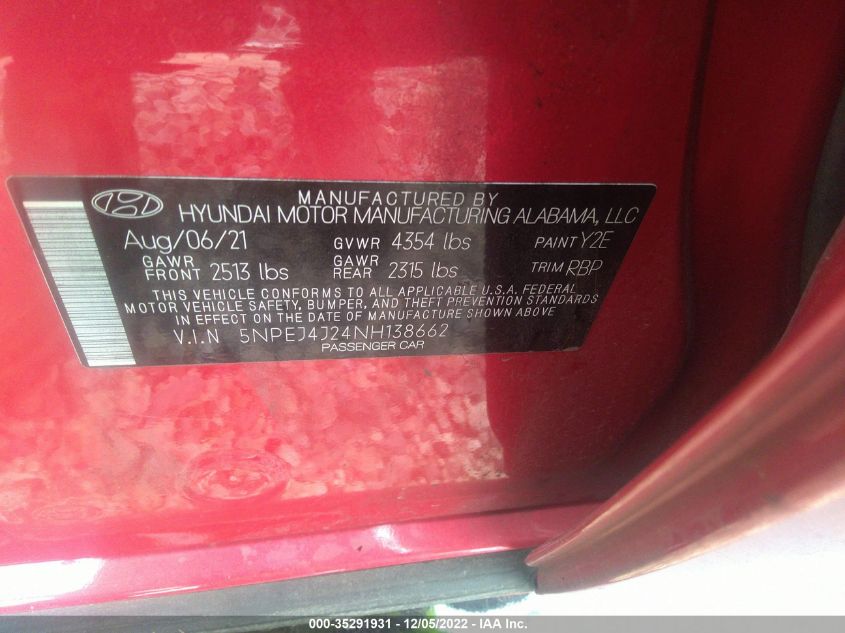 MANUFACTURED BY
HYUNDAI MOTOR MANUFACTURING ALABAMA, LLC
Aug/06/21 GVWR 4354 lbs PAINT Y2E
GAWR FRONT 2513 lbs GAWR REAR 2315 lbs TRIM RBP
THIS VEHICLE CONFORMS TO ALL APPLICABLE U.S.A. FEDERAL
MOTOR VEHICLE SAFETY, BUMPER, AND THEFT PREVENTION STANDARDS
IN EFFECT ON THE DATE OF MANUFACTURE SHOWN ABOVE
V.I.N 5NPEJ4J24NH138662
PASSENGER CAR
000-35291931 - 12/05/2022 - IAA Inc.